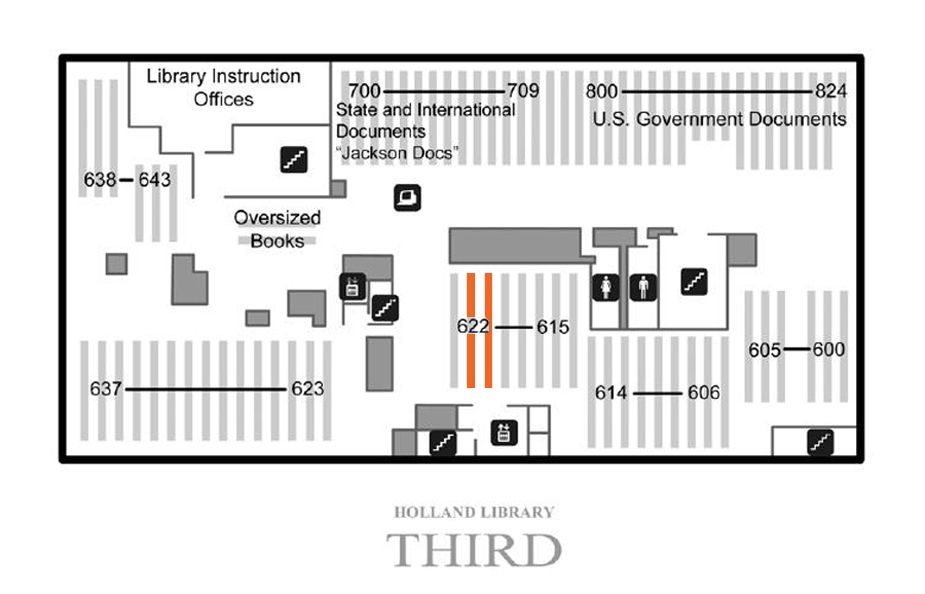 Library Instruction
Offices
700 709
State and International
Documents
“Jackson Docs”
800 824
U.S. Government Documents
638 643
Oversized
Books
622 615
605 600
637 623
614 606
HOLLAND LIBRARY
THIRD